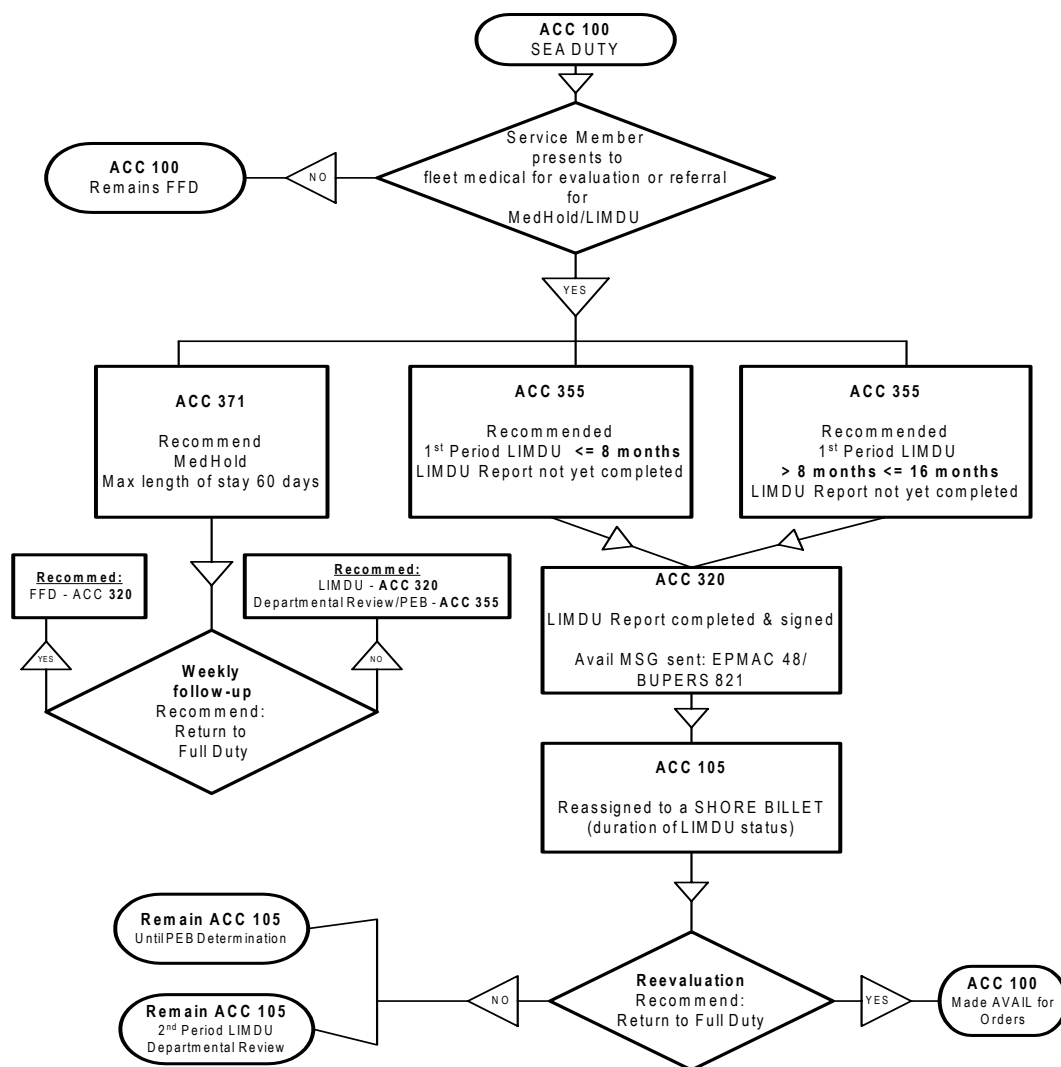 ACC 100
SEA DUTY
Service Member
presents to
fleet medical for evaluation or referral
for
MedHold/LIMDU
NO
ACC 100
Remains FFD
YES
ACC 371
Recommend
MedHold
Max length of stay 60 days
ACC 355
Recommended
1st Period LIMDU <= 8 months
LIMDU Report not yet completed
ACC 355
Recommended
1st Period LIMDU
> 8 months <= 16 months
LIMDU Report not yet completed
Recommed:
FFD - ACC 320
Recommed:
LIMDU - ACC 320
Departmental Review/PEB - ACC 355
YES
NO
Weekly
follow-up
Recommend:
Return to
Full Duty
ACC 320
LIMDU Report completed & signed
Avail MSG sent: EPMAC 48/
BUPERS 821
ACC 105
Reassigned to a SHORE BILLET
(duration of LIMDU status)
Reevaluation
Recommend:
Return to Full Duty
NO
YES
Remain ACC 105
Until PEB Determination
Remain ACC 105
2nd Period LIMDU
Departmental Review
ACC 100
Made AVAIL for
Orders